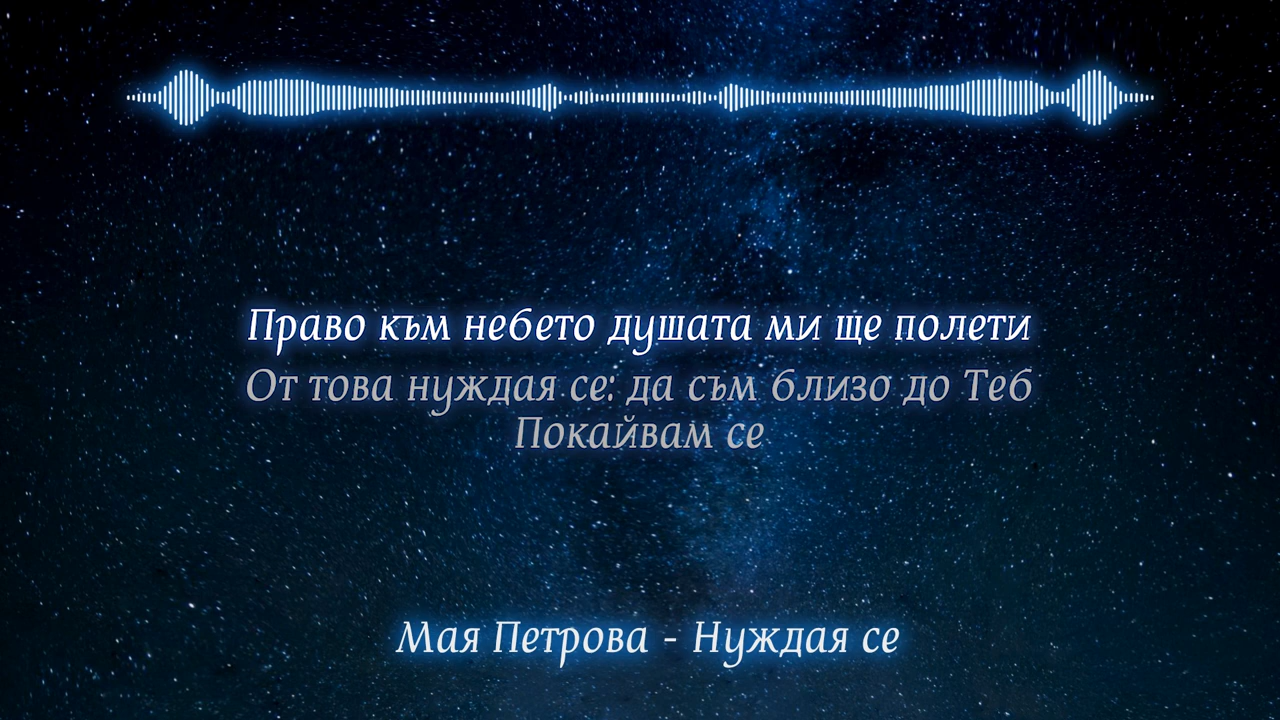 Право към небето душата ми ще полети
От това нуждая се: да съм близо до Теб
Покайвам се
Мая Петрова - Нуждая се